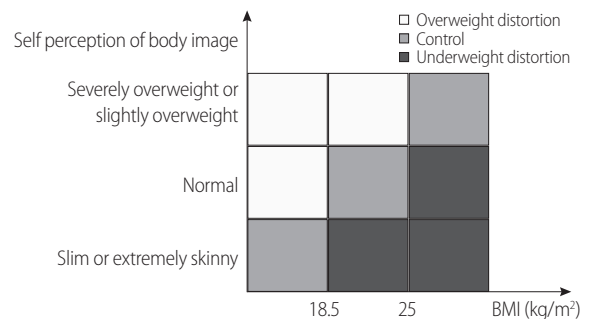 Self perception of body image
Overweight distortion
Control
Underweight distortion
Severely overweight or
slightly overweight
Normal
Slim or extremely skinny
18.5
25
BMI (kg/m²)